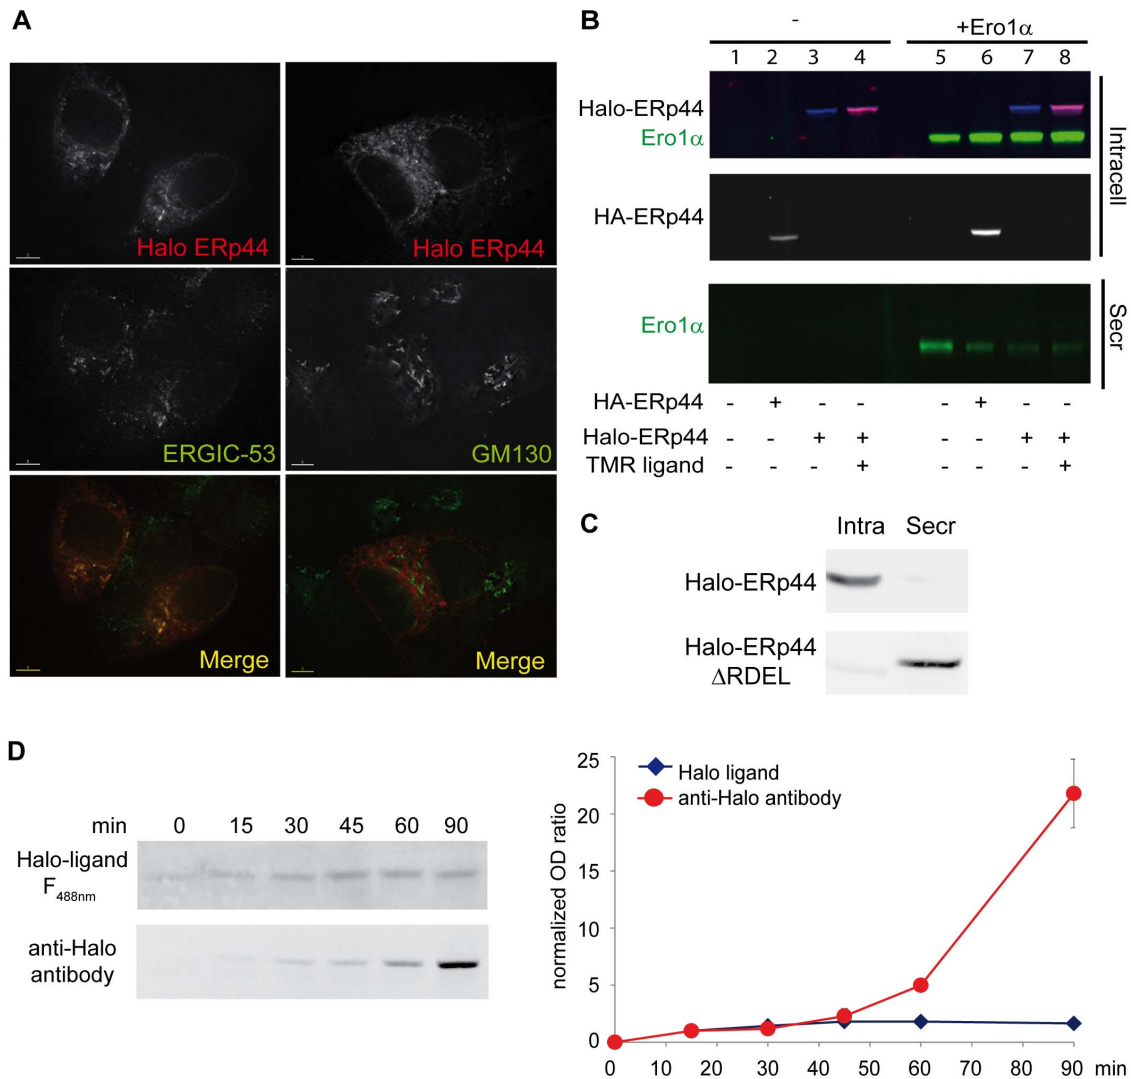 A
Halo ERp44
Halo ERp44
ERGIC-53
GM130
Merge
Merge
B
- +Ero1α
1 2 3 4 5 6 7 8
Halo-ERp44
Ero1α
HA-ERp44
Intracell
Ero1α
Secr
HA-ERp44 - + - - - + - -
Halo-ERp44 - - + + - - + +
TMR ligand - - - + - - - +
C
Intra Secr
Halo-ERp44
Halo-ERp44
ΔRDEL
D
min 0 15 30 45 60 90
Halo-ligand
F488nm
anti-Halo
antibody
normalized OD ratio
25
20
15
10
5
0
Halo ligand
anti-Halo antibody
0 10 20 30 40 50 60 70 80 90 min